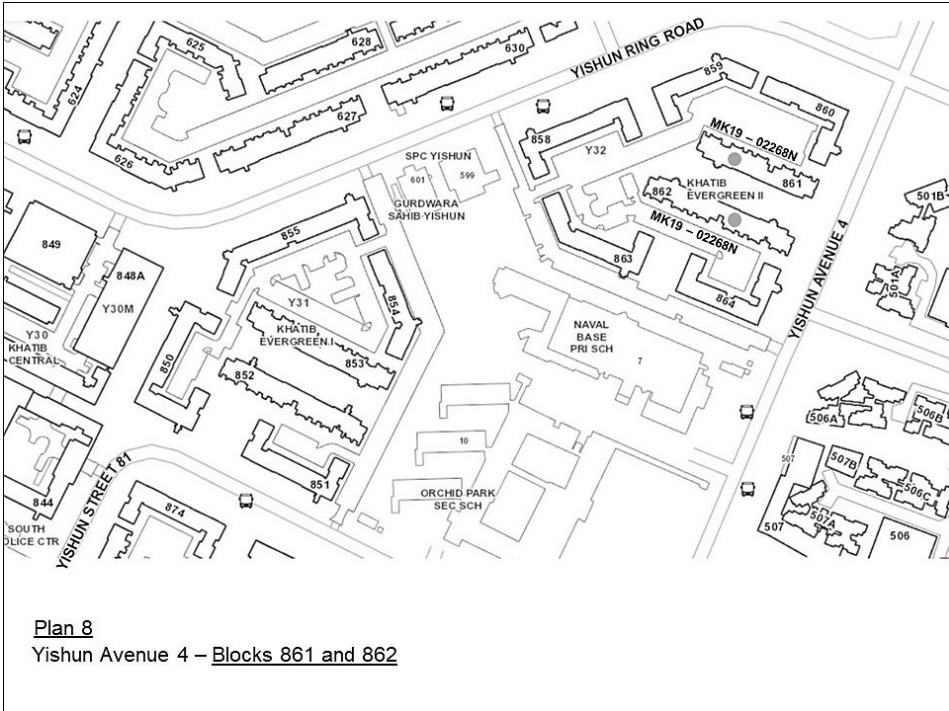 625
628
630
YISHUN RING ROAD
624
627
626
859
860
858
Y32
MK19 – 02268N
861
SPC YISHUN
601
599
GURDWARA
SAHIB YISHUN
862
KHATIB
EVERGREEN II
MK19 – 02268N
501B
849
848A
855
863
864
YISHUN AVENUE 4
501A
Y30M
Y31
854
Y30
KHATIB
CENTRAL
KHATIB
EVERGREEN I
853
850
852
NAVAL
BASE
PRI SCH
7
506A
506B
10
507
507B
506C
851
844
YISHUN STREET 81
874
ORCHID PARK
SEC SCH
507
507A
506
SOUTH
OLICE CTR
Plan 8
Yishun Avenue 4 – Blocks 861 and 862